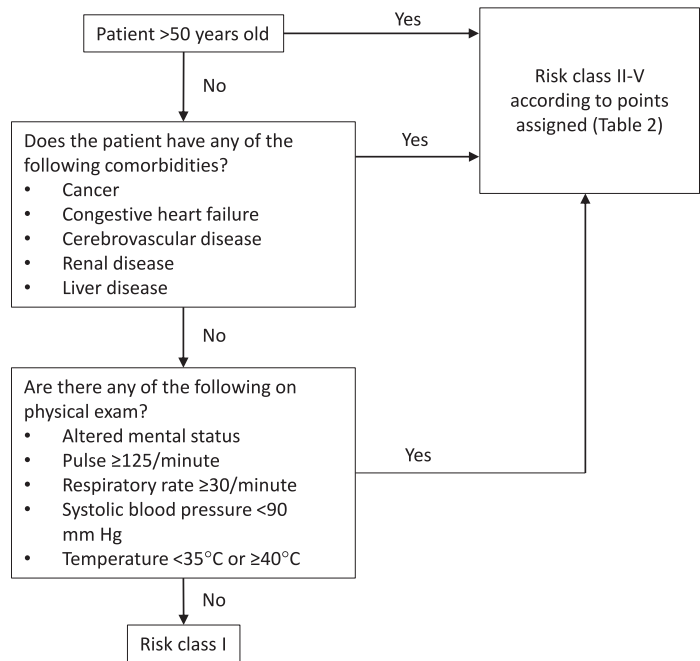 Patient >50 years old
Yes
Risk class II-V
according to points
assigned (Table 2)
No
Does the patient have any of the
following comorbidities?
• Cancer
• Congestive heart failure
• Cerebrovascular disease
• Renal disease
• Liver disease
Yes
No
Are there any of the following on
physical exam?
• Altered mental status
• Pulse ≥125/minute
• Respiratory rate ≥30/minute
• Systolic blood pressure <90
mm Hg
• Temperature <35°C or ≥40°C
Yes
No
Risk class I